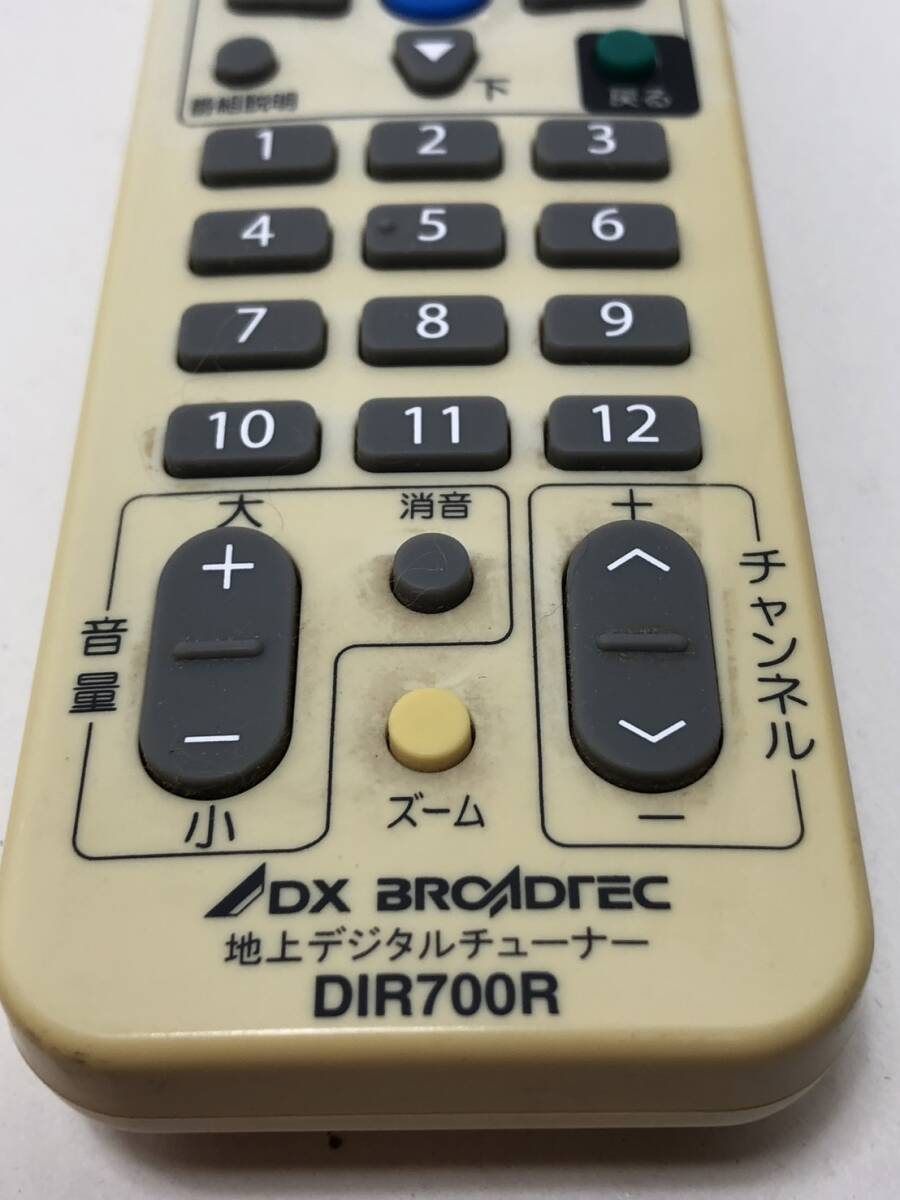 下
番組説明
戻る
1 2 3
4 5 6
7 8 9
10 11 12
大
消音
+
+
音量
チャンネル
−
ズーム
小
−
DX BROADTEC
地上デジタルチューナー
DIR700R